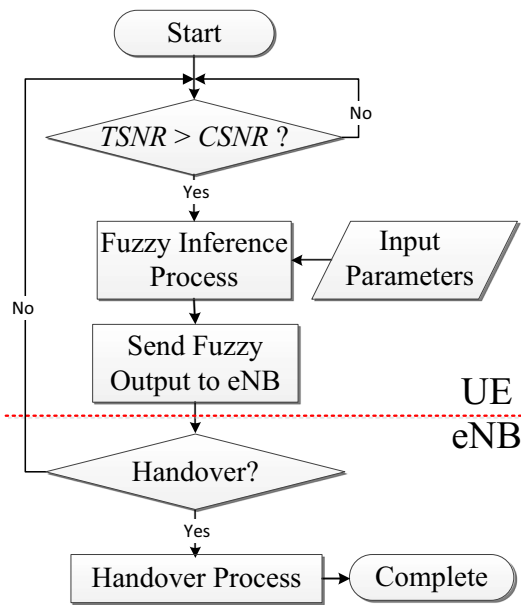 Start
No
TSNR > CSNR ?
Yes
Fuzzy Inference
Process
Input
Parameters
No
Send Fuzzy
Output to eNB
UE
eNB
Handover?
Yes
Handover Process
Complete